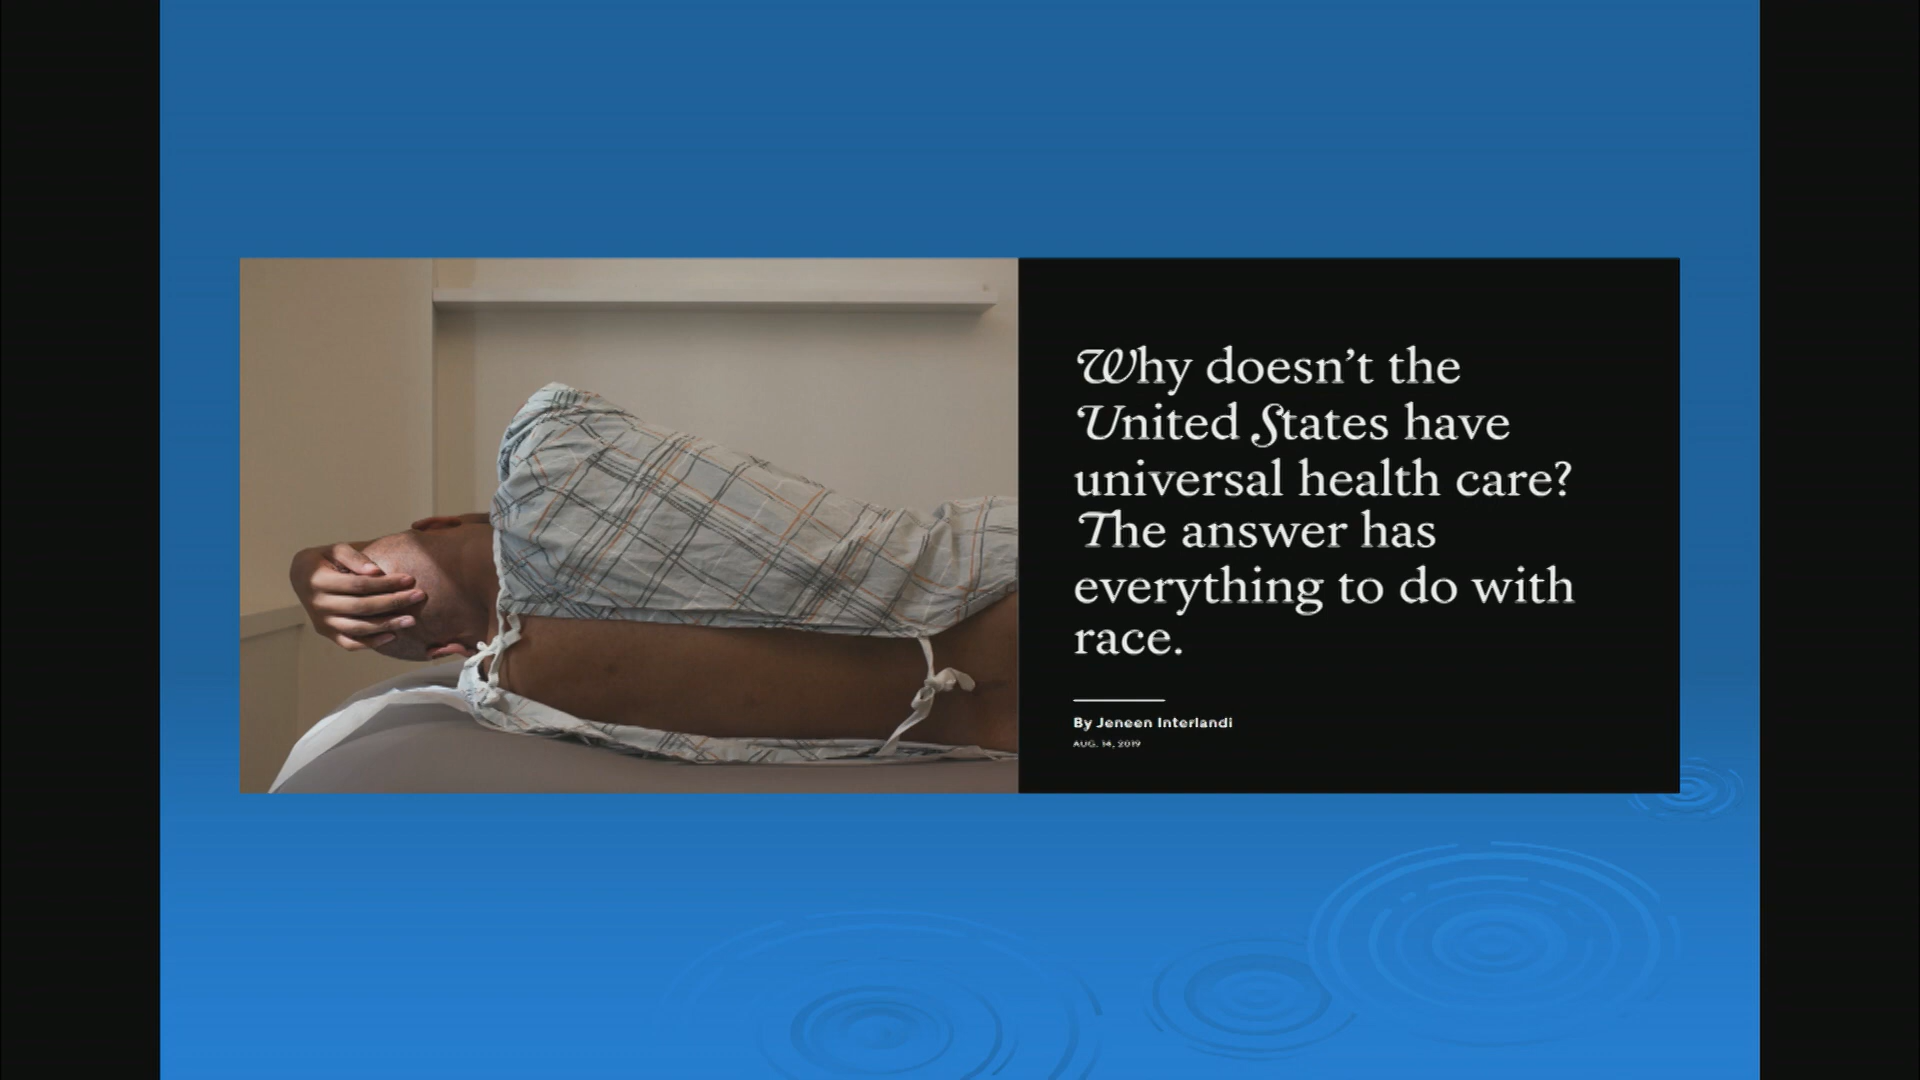 Why doesn’t the
United States have
universal health care?
The answer has
everything to do with
race.
By Jeneen Interlandi
AUG. 14, 2019